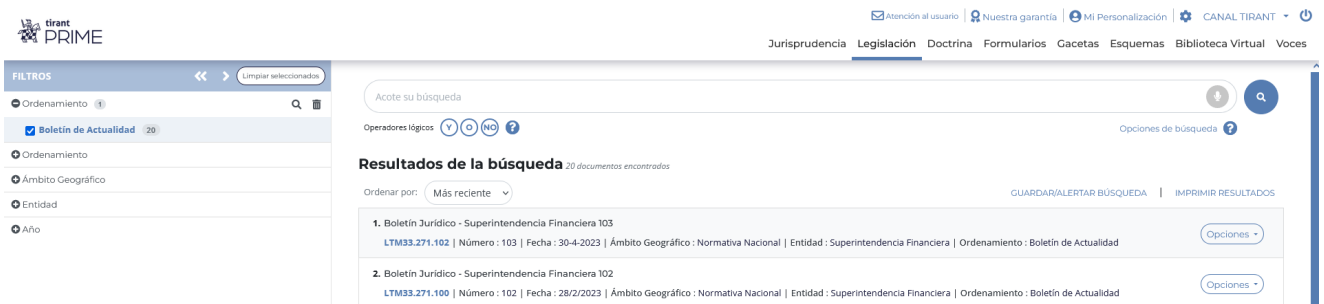 Atención al usuario | Nuestra garantía | Mi Personalización | CANAL TIRANT
tirant
PRIME
Jurisprudencia Legislación Doctrina Formularios Gacetas Esquemas Biblioteca Virtual Voces
FILTROS Limpiar seleccionados
Ordenamiento 1
Boletín de Actualidad 20
Ordenamiento
Ámbito Geográfico
Entidad
Año
Acote su búsqueda
Operadores lógicos Y O NO ? Opciones de búsqueda ?
Resultados de la búsqueda 20 documentos encontrados
Ordenar por: Más reciente GUARDAR/ALERTAR BÚSQUEDA | IMPRIMIR RESULTADOS
1. Boletín Jurídico - Superintendencia Financiera 103
LTM33.271.102 | Número : 103 | Fecha : 30-4-2023 | Ámbito Geográfico : Normativa Nacional | Entidad : Superintendencia Financiera | Ordenamiento : Boletín de Actualidad
Opciones
2. Boletín Jurídico - Superintendencia Financiera 102
LTM33.271.100 | Número : 102 | Fecha : 28/2/2023 | Ámbito Geográfico : Normativa Nacional | Entidad : Superintendencia Financiera | Ordenamiento : Boletín de Actualidad
Opciones